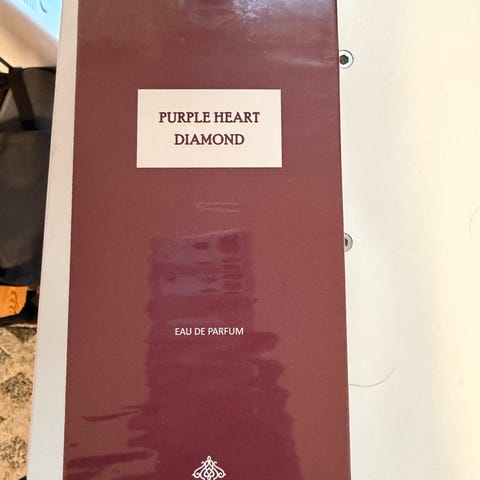 PURPLE HEART
DIAMOND
EAU DE PARFUM